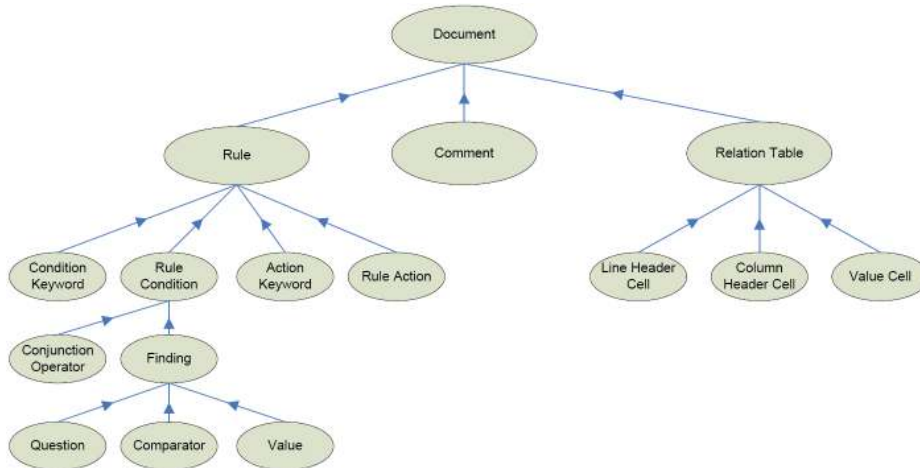 Document
Rule
Comment
Relation Table
Condition
Keyword
Rule
Condition
Action
Keyword
Rule Action
Line Header
Cell
Column
Header Cell
Value Cell
Conjunction
Operator
Finding
Question
Comparator
Value